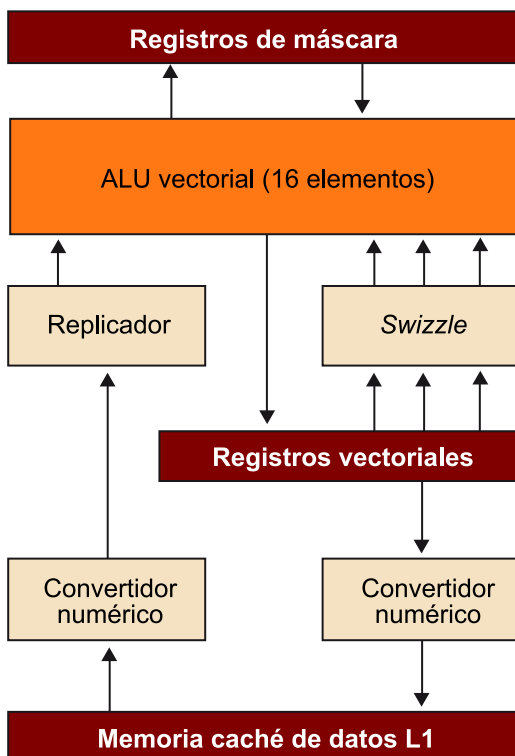 Registros de máscara
ALU vectorial (16 elementos)
Replicador
Swizzle
Registros vectoriales
Convertidor
numérico
Convertidor
numérico
Memoria caché de datos L1